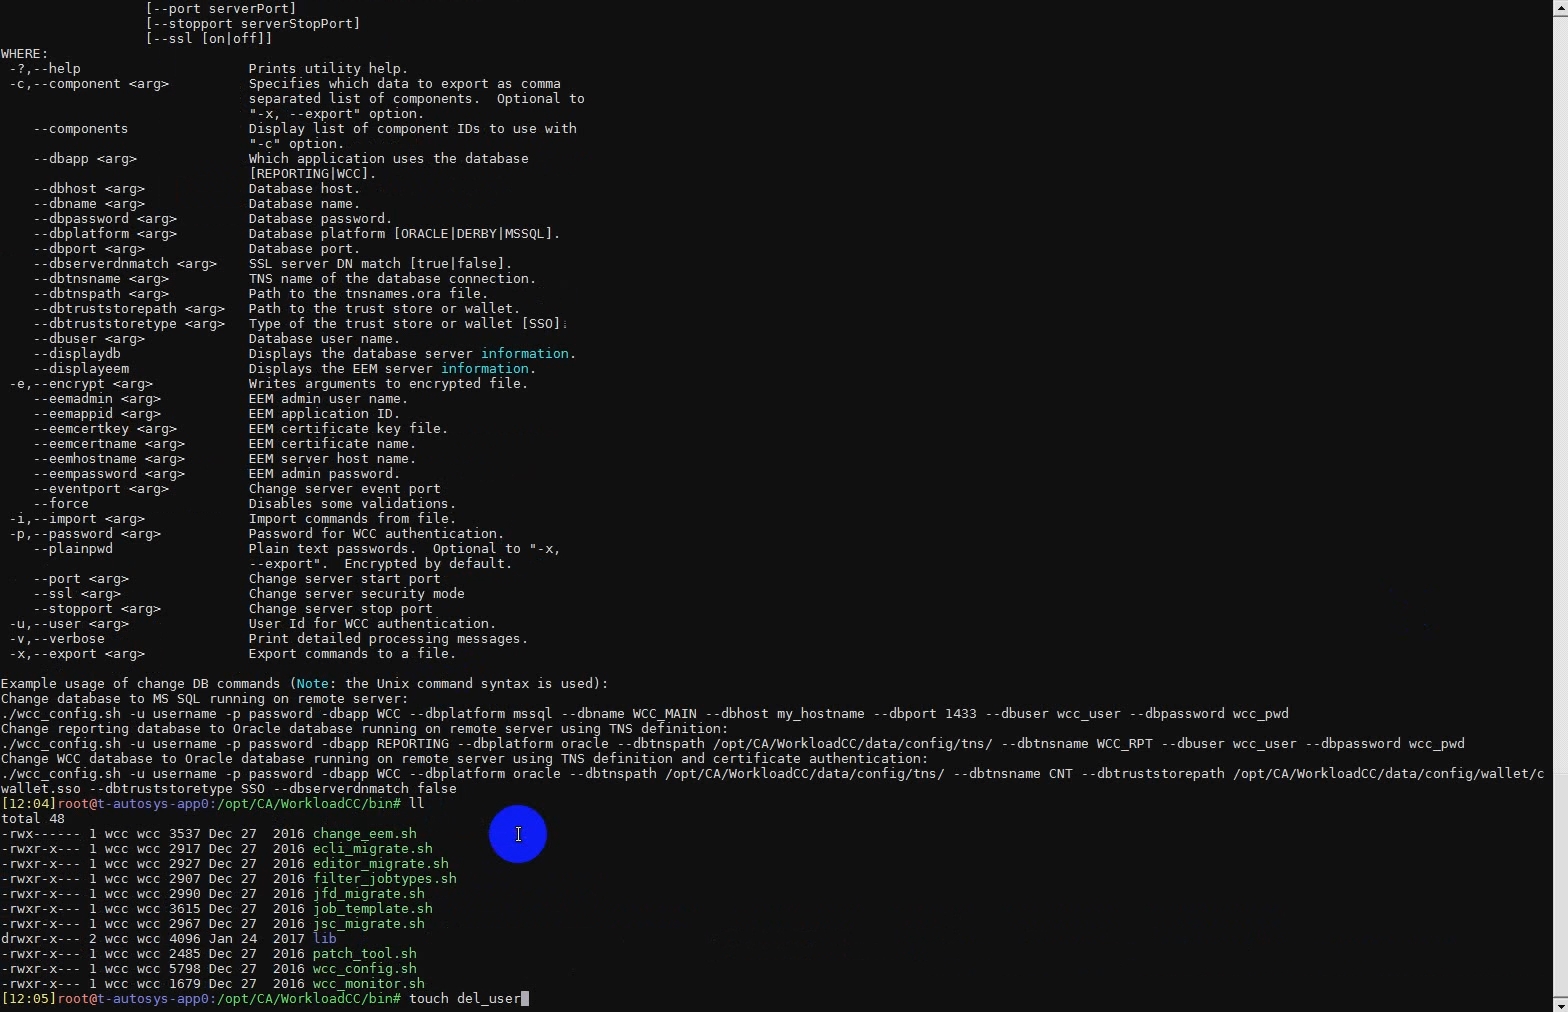 [--port serverPort]
[--stopport serverStopPort]
[--ssl [on|off]]
WHERE:
-?,--help Prints utility help.
-c,--component <arg> Specifies which data to export as comma
separated list of components. Optional to
"-x, --export" option.
--components Display list of component IDs to use with
"-c" option.
--dbapp <arg> Which application uses the database
[REPORTING|WCC].
--dbhost <arg> Database host.
--dbname <arg> Database name.
--dbpassword <arg> Database password.
--dbplatform <arg> Database platform [ORACLE|DERBY|MSSQL].
--dbport <arg> Database port.
--dbserverdnmatch <arg> SSL server DN match [true|false].
--dbtnsname <arg> TNS name of the database connection.
--dbtnspath <arg> Path to the tnsnames.ora file.
--dbtruststorepath <arg> Path to the trust store or wallet.
--dbtruststoretype <arg> Type of the trust store or wallet [SSO].
--dbuser <arg> Database user name.
--displaydb Displays the database server information.
--displayeem Displays the EEM server information.
-e,--encrypt <arg> Writes arguments to encrypted file.
--eemadmin <arg> EEM admin user name.
--eemappid <arg> EEM application ID.
--eemcertkey <arg> EEM certificate key file.
--eemcertname <arg> EEM certificate name.
--eemhostname <arg> EEM server host name.
--eempassword <arg> EEM admin password.
--eventport <arg> Change server event port
--force Disables some validations.
-i,--import <arg> Import commands from file.
-p,--password <arg> Password for WCC authentication.
--plainpwd Plain text passwords. Optional to "-x,
--export". Encrypted by default.
--port <arg> Change server start port
--ssl <arg> Change server security mode
--stopport <arg> Change server stop port
-u,--user <arg> User Id for WCC authentication.
-v,--verbose Print detailed processing messages.
-x,--export <arg> Export commands to a file.
Example usage of change DB commands (Note: the Unix command syntax is used):
Change database to MS SQL running on remote server:
./wcc_config.sh -u username -p password -dbapp WCC --dbplatform mssql --dbname WCC_MAIN --dbhost my_hostname --dbport 1433 --dbuser wcc_user --dbpassword wcc_pwd
Change reporting database to Oracle database running on remote server using TNS definition:
./wcc_config.sh -u username -p password -dbapp REPORTING --dbplatform oracle --dbtnspath /opt/CA/WorkloadCC/data/config/tns/ --dbtnsname WCC_RPT --dbuser wcc_user --dbpassword wcc_pwd
Change WCC database to Oracle database running on remote server using TNS definition and certificate authentication:
./wcc_config.sh -u username -p password -dbapp WCC --dbplatform oracle --dbtnspath /opt/CA/WorkloadCC/data/config/tns/ --dbtnsname CNT --dbtruststorepath /opt/CA/WorkloadCC/data/config/wallet/c
wallet.sso --dbtruststoretype SSO --dbserverdnmatch false
[12:04]root@t-autosys-app0:/opt/CA/WorkloadCC/bin# ll
total 48
-rwx------ 1 wcc wcc 3537 Dec 27 2016 change_eem.sh
-rwxr-x--- 1 wcc wcc 2917 Dec 27 2016 ecli_migrate.sh
-rwxr-x--- 1 wcc wcc 2927 Dec 27 2016 editor_migrate.sh
-rwxr-x--- 1 wcc wcc 2907 Dec 27 2016 filter_jobtypes.sh
-rwxr-x--- 1 wcc wcc 2990 Dec 27 2016 jfd_migrate.sh
-rwxr-x--- 1 wcc wcc 3615 Dec 27 2016 job_template.sh
-rwxr-x--- 1 wcc wcc 2967 Dec 27 2016 jsc_migrate.sh
drwxr-x--- 2 wcc wcc 4096 Jan 24 2017 lib
-rwxr-x--- 1 wcc wcc 2485 Dec 27 2016 patch_tool.sh
-rwxr-x--- 1 wcc wcc 5798 Dec 27 2016 wcc_config.sh
-rwxr-x--- 1 wcc wcc 1679 Dec 27 2016 wcc_monitor.sh
[12:05]root@t-autosys-app0:/opt/CA/WorkloadCC/bin# touch del_user